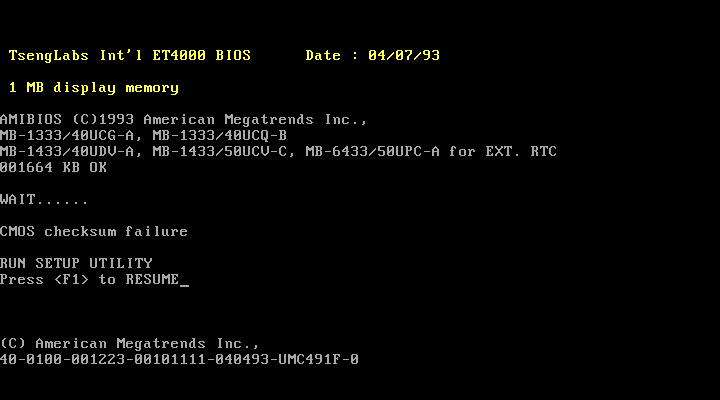 TsengLabs Int'l ET4000 BIOS      Date : 04/07/93
1 MB display memory
AMIBIOS (C)1993 American Megatrends Inc.,
MB-1333/40UCG-A, MB-1333/40UCQ-B
MB-1433/40UDV-A, MB-1433/50UCV-C, MB-6433/50UPC-A for EXT. RTC
001664 KB OK
WAIT......
CMOS checksum failure
RUN SETUP UTILITY
Press <F1> to RESUME_
(C) American Megatrends Inc.,
40-0100-001223-00101111-040493-UMC491F-0